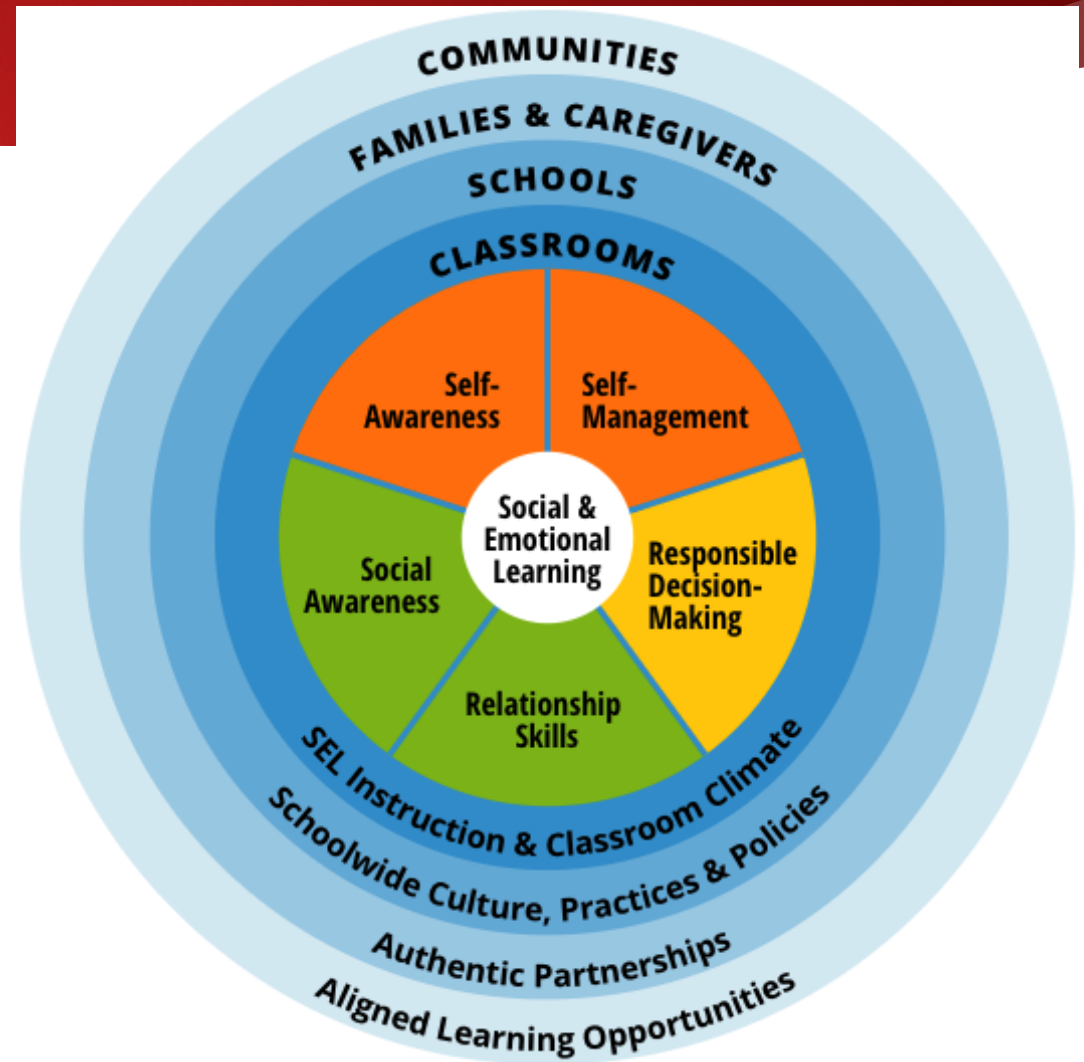 COMMUNITIES
FAMILIES & CAREGIVERS
SCHOOLS
CLASSROOMS
Self-
Awareness
Self-
Management
Social &
Emotional
Learning
Social
Awareness
Responsible
Decision-
Making
Relationship
Skills
SEL Instruction & Classroom Climate
Schoolwide Culture, Practices & Policies
Authentic Partnerships
Aligned Learning Opportunities